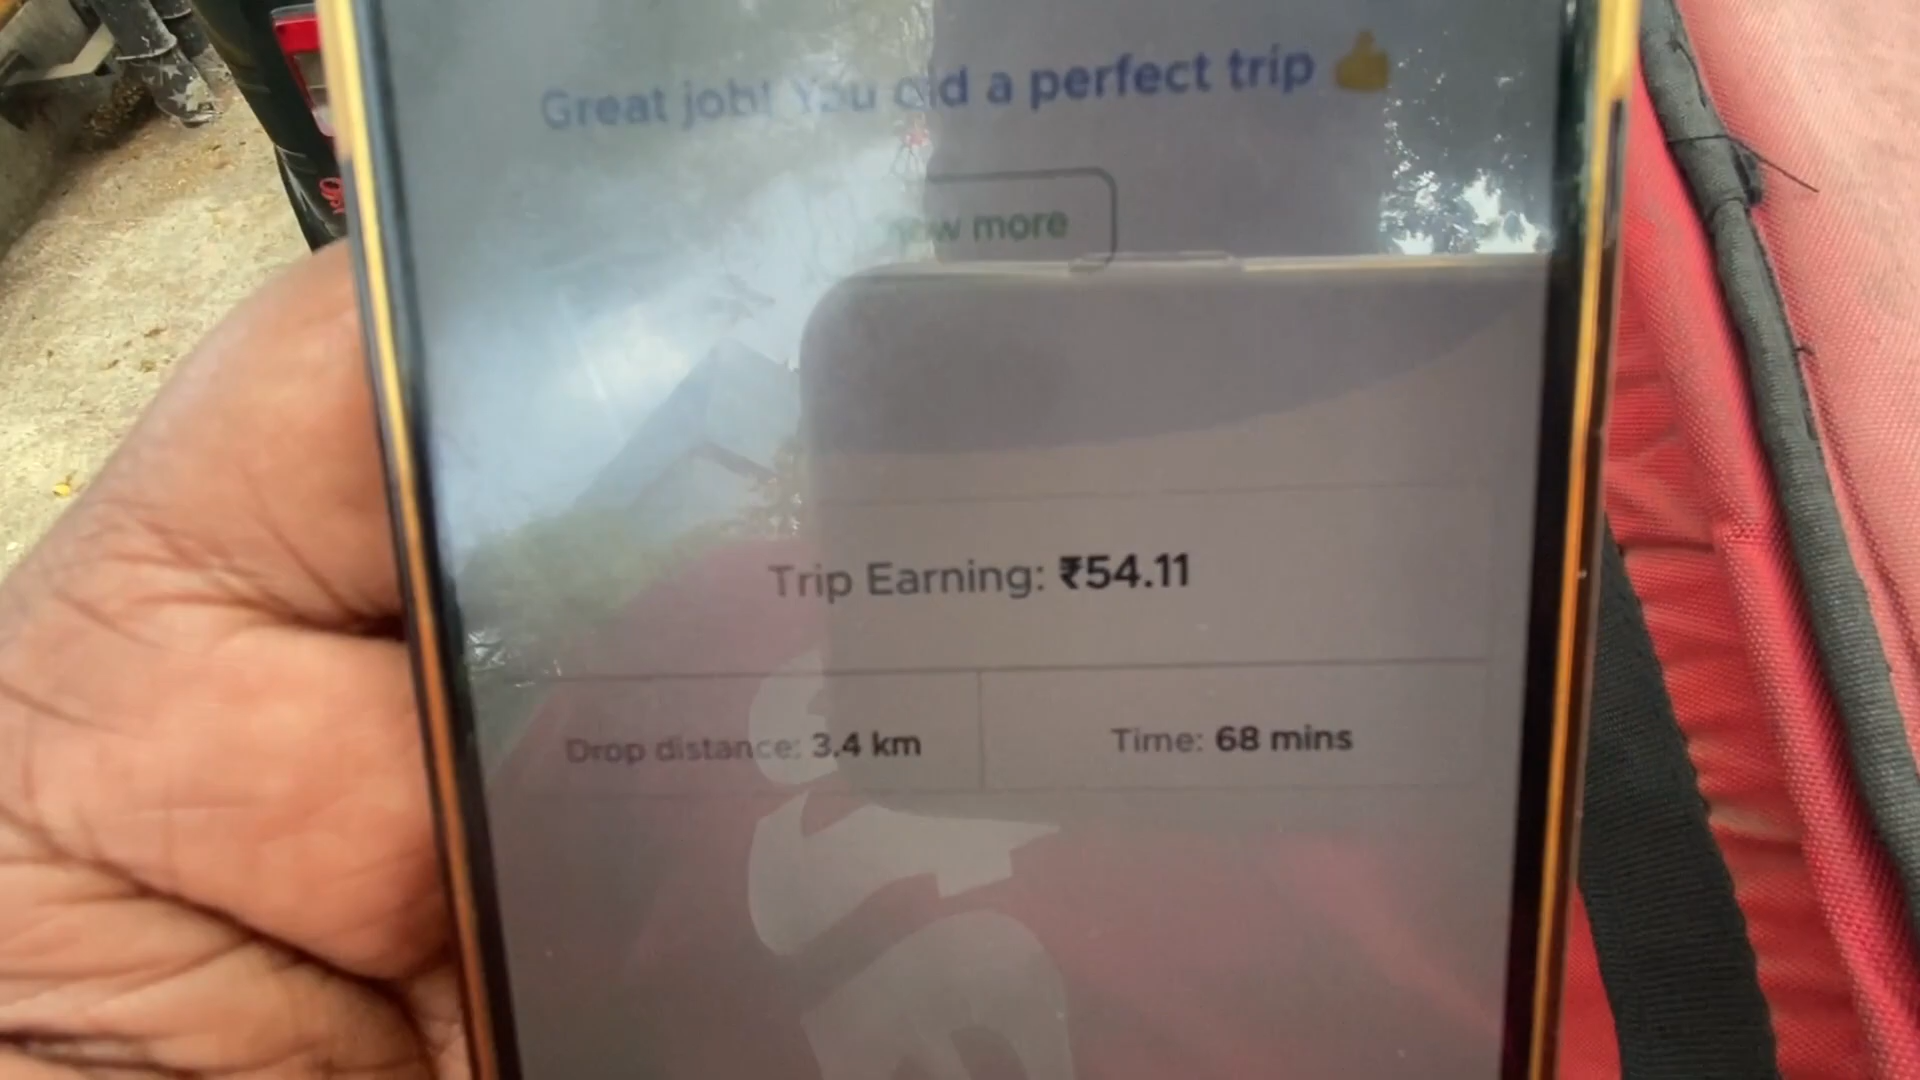 Great job! You did a perfect trip 👍
more
Trip Earning: ₹54.11
Drop distance: 3.4 km
Time: 68 mins